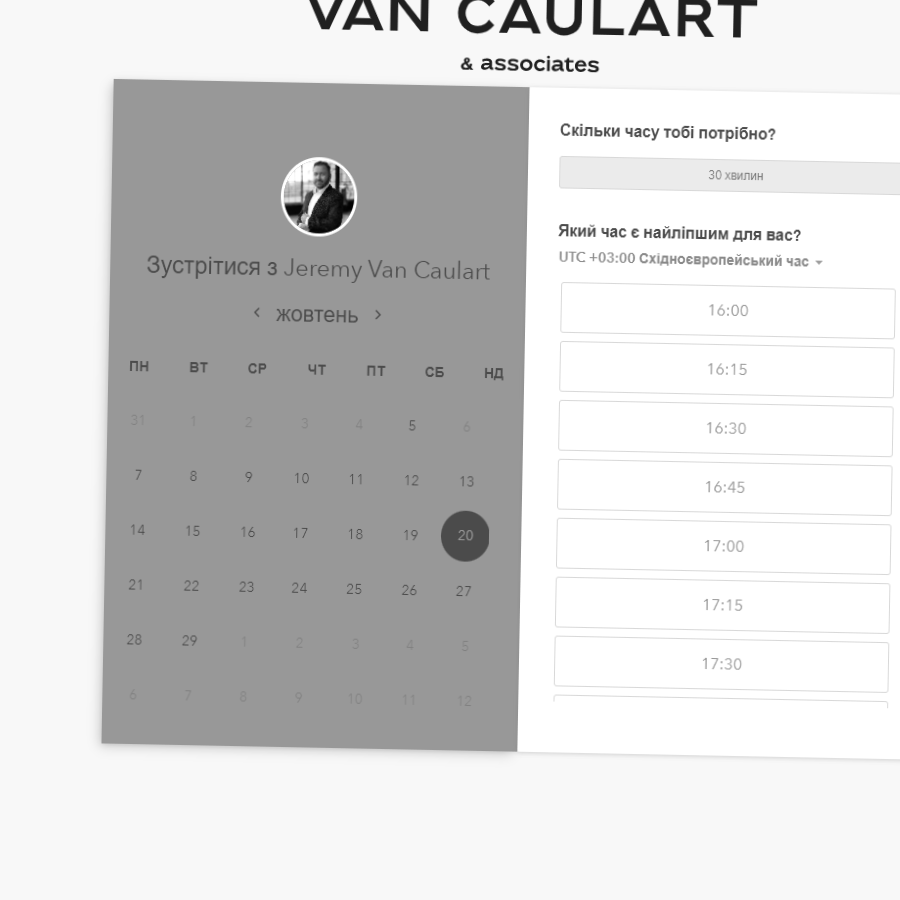 VAN CAULART
& associates
Зустрітися з Jeremy Van Caulart
жовтень
ПН ВТ СР ЧТ ПТ СБ НД
31 1 2 3 4 5 6
7 8 9 10 11 12 13
14 15 16 17 18 19 20
21 22 23 24 25 26 27
28 29 1 2 3 4 5
6 7 8 9 10 11 12
Скільки часу тобі потрібно?
30 хвилин
Який час є найліпшим для вас?
UTC +03:00 Східноєвропейський час
16:00
16:15
16:30
16:45
17:00
17:15
17:30